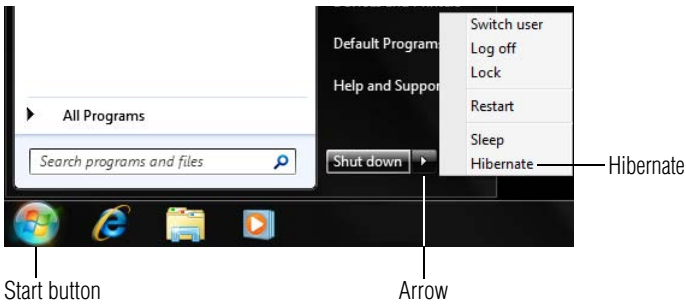 Switch user
Default Program
Log off
Lock
Help and Suppor
Restart
All Programs
Sleep
Search programs and files
Shut down
Hibernate
Hibernate
Start button
Arrow